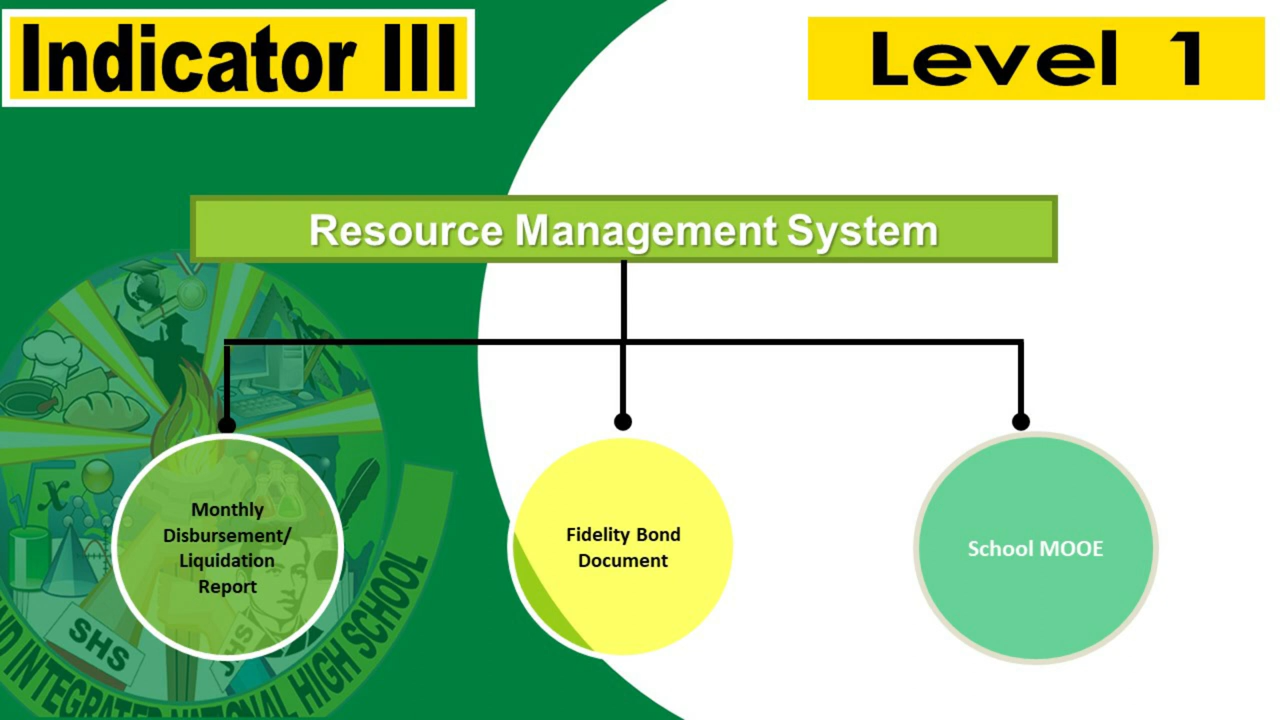 Indicator III
Level 1
Resource Management System
Monthly
Disbursement/
Liquidation
Report
Fidelity Bond
Document
School MOOE
SHS
JHS
INTEGRATED NATIONAL HIGH SCHOOL